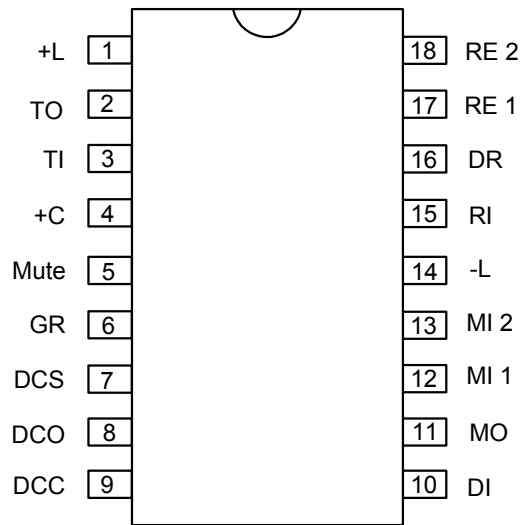 +L 1 18 RE 2
TO 2 17 RE 1
TI 3 16 DR
+C 4 15 RI
Mute 5 14 -L
GR 6 13 MI 2
DCS 7 12 MI 1
DCO 8 11 MO
DCC 9 10 DI